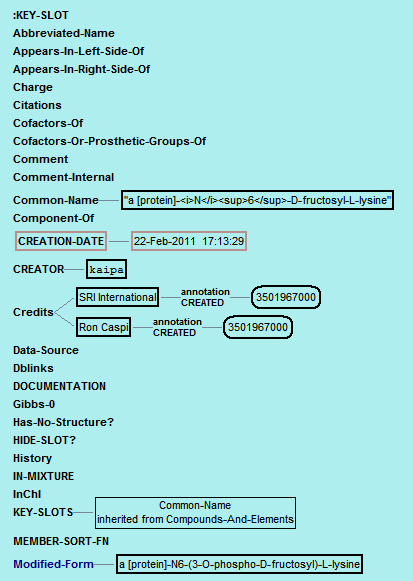 :KEY-SLOT
Abbreviated-Name
Appears-In-Left-Side-Of
Appears-In-Right-Side-Of
Charge
Citations
Cofactors-Of
Cofactors-Or-Prosthetic-Groups-Of
Comment
Comment-Internal
Common-Name "a [protein]-<i>N</i><sup>6</sup>-D-fructosyl-L-lysine"
Component-Of
CREATION-DATE 22-Feb-2011 17:13:29
CREATOR kaipa
Credits
SRI International annotation CREATED 3501967000
Ron Caspi annotation CREATED 3501967000
Data-Source
Dblinks
DOCUMENTATION
Gibbs-0
Has-No-Structure?
HIDE-SLOT?
History
IN-MIXTURE
InChI
KEY-SLOTS Common-Name
inherited from Compounds-And-Elements
MEMBER-SORT-FN
Modified-Form a [protein]-N6-(3-O-phospho-D-fructosyl)-L-lysine